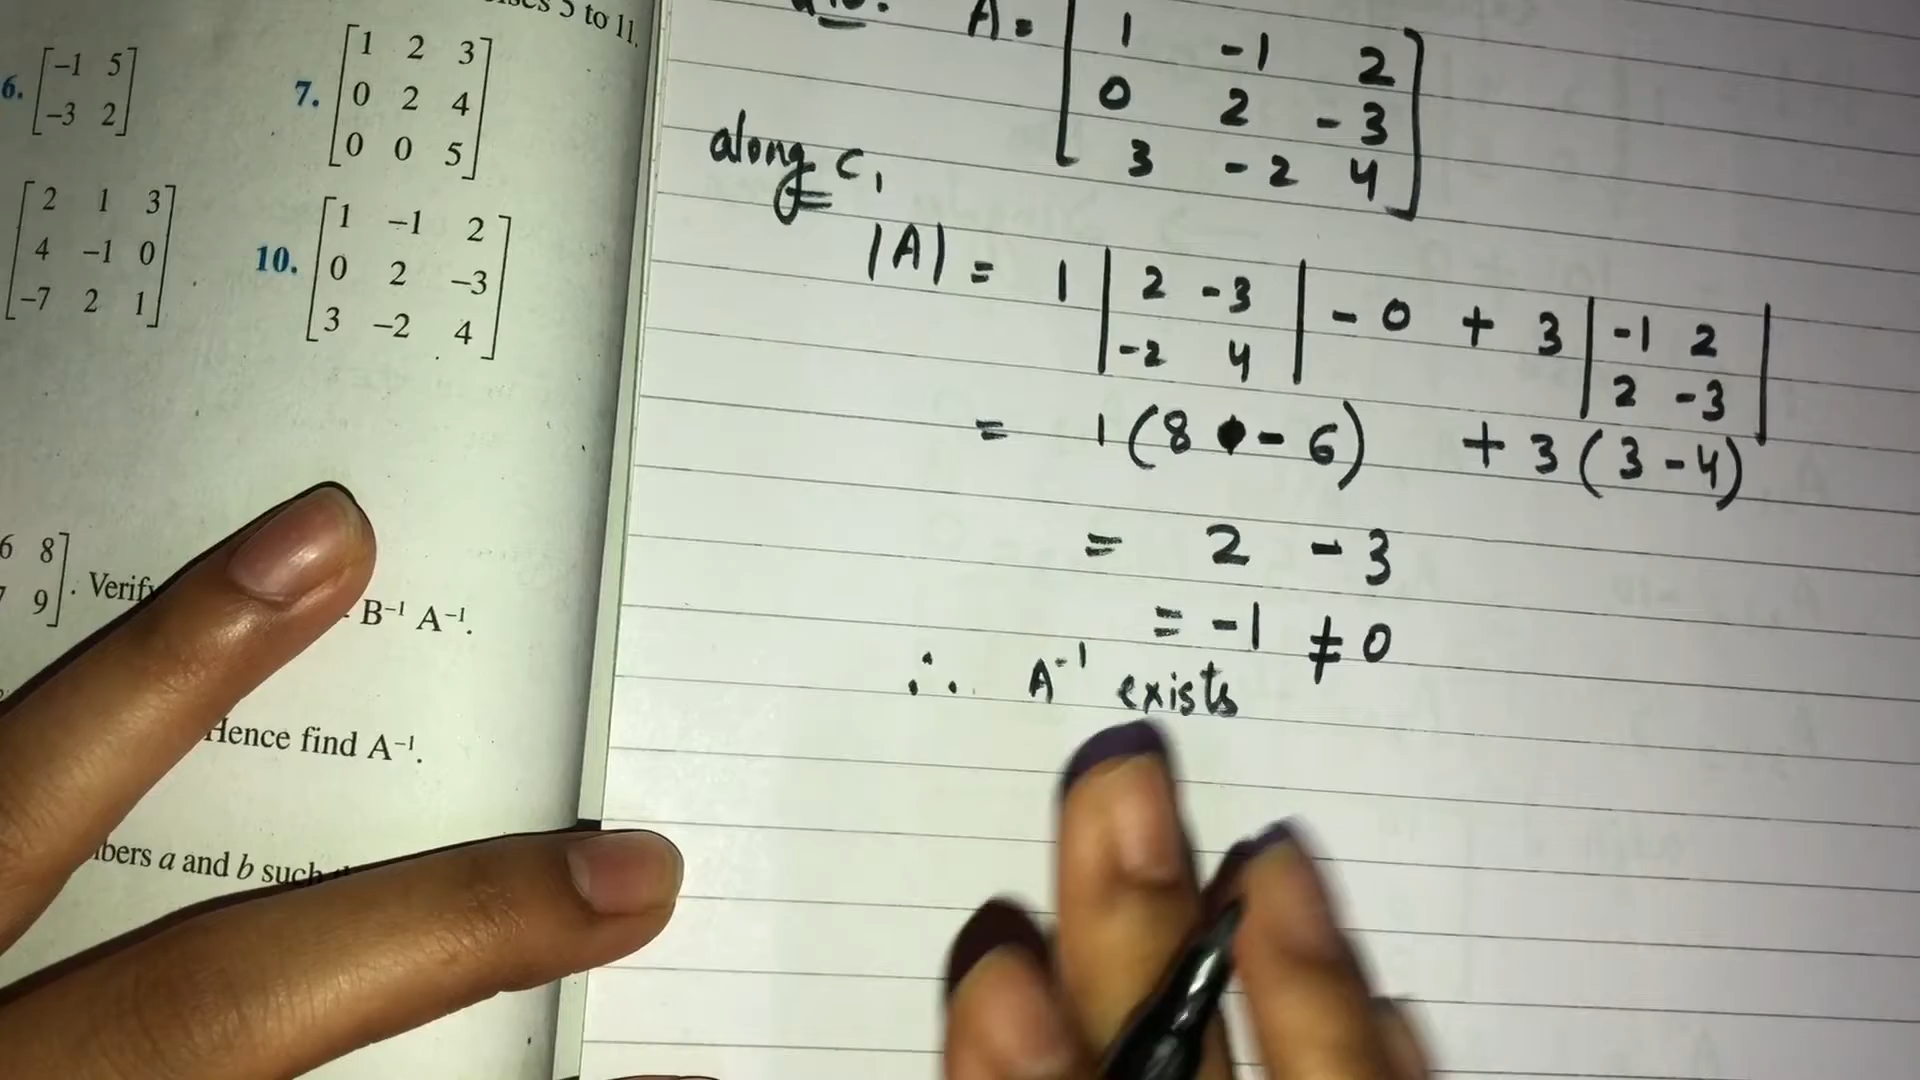 5 to 11.
6. [-1 5
-3 2]
7. [1 2 3
0 2 4
0 0 5]
[2 1 3
4 -1 0
-7 2 1]
10. [1 -1 2
0 2 -3
3 -2 4]
6 8
9] . Verify B⁻¹ A⁻¹.
Hence find A⁻¹.
bers a and b such
A = [1 -1 2
0 2 -3
3 -2 4]
along C₁
|A| = 1 |2 -3| - 0 + 3 |-1 2|
|-2 4| |2 -3|
= 1(8 - 6) + 3(3 - 4)
= 2 - 3
= -1 ≠ 0
∴ A⁻¹ exists